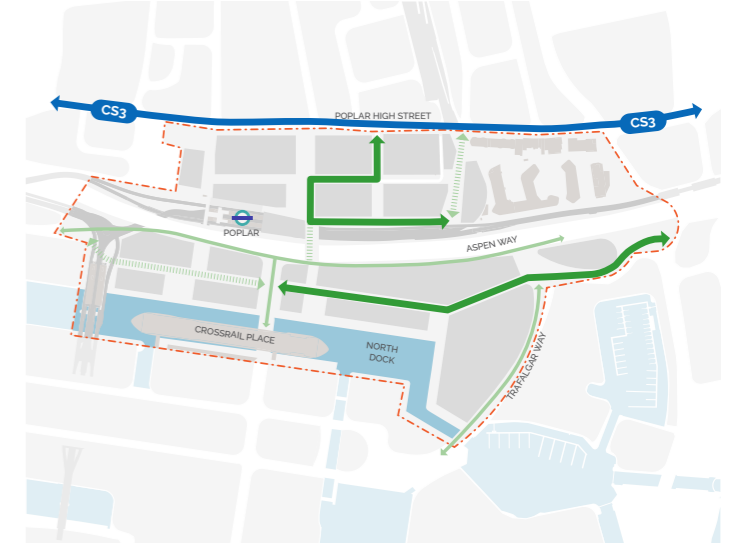 CS3
POPLAR HIGH STREET
CS3
POPLAR
ASPEN WAY
CROSSRAIL PLACE
NORTH
DOCK
TRAFALGAR WAY